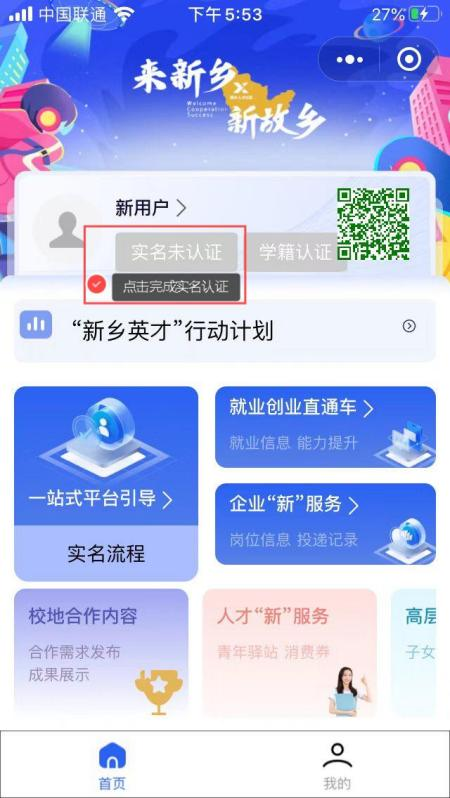 中国联通
下午5:53
27%
来新乡
Welcome
Cooperation
Success
新故乡
新用户
实名未认证
学籍认证
点击完成实名认证
“新乡英才”行动计划
就业创业直通车
就业信息 能力提升
一站式平台引导
企业“新”服务
岗位信息 投递记录
实名流程
校地合作内容
合作需求发布
成果展示
人才“新”服务
青年驿站 消费券
高层
子女
首页
我的